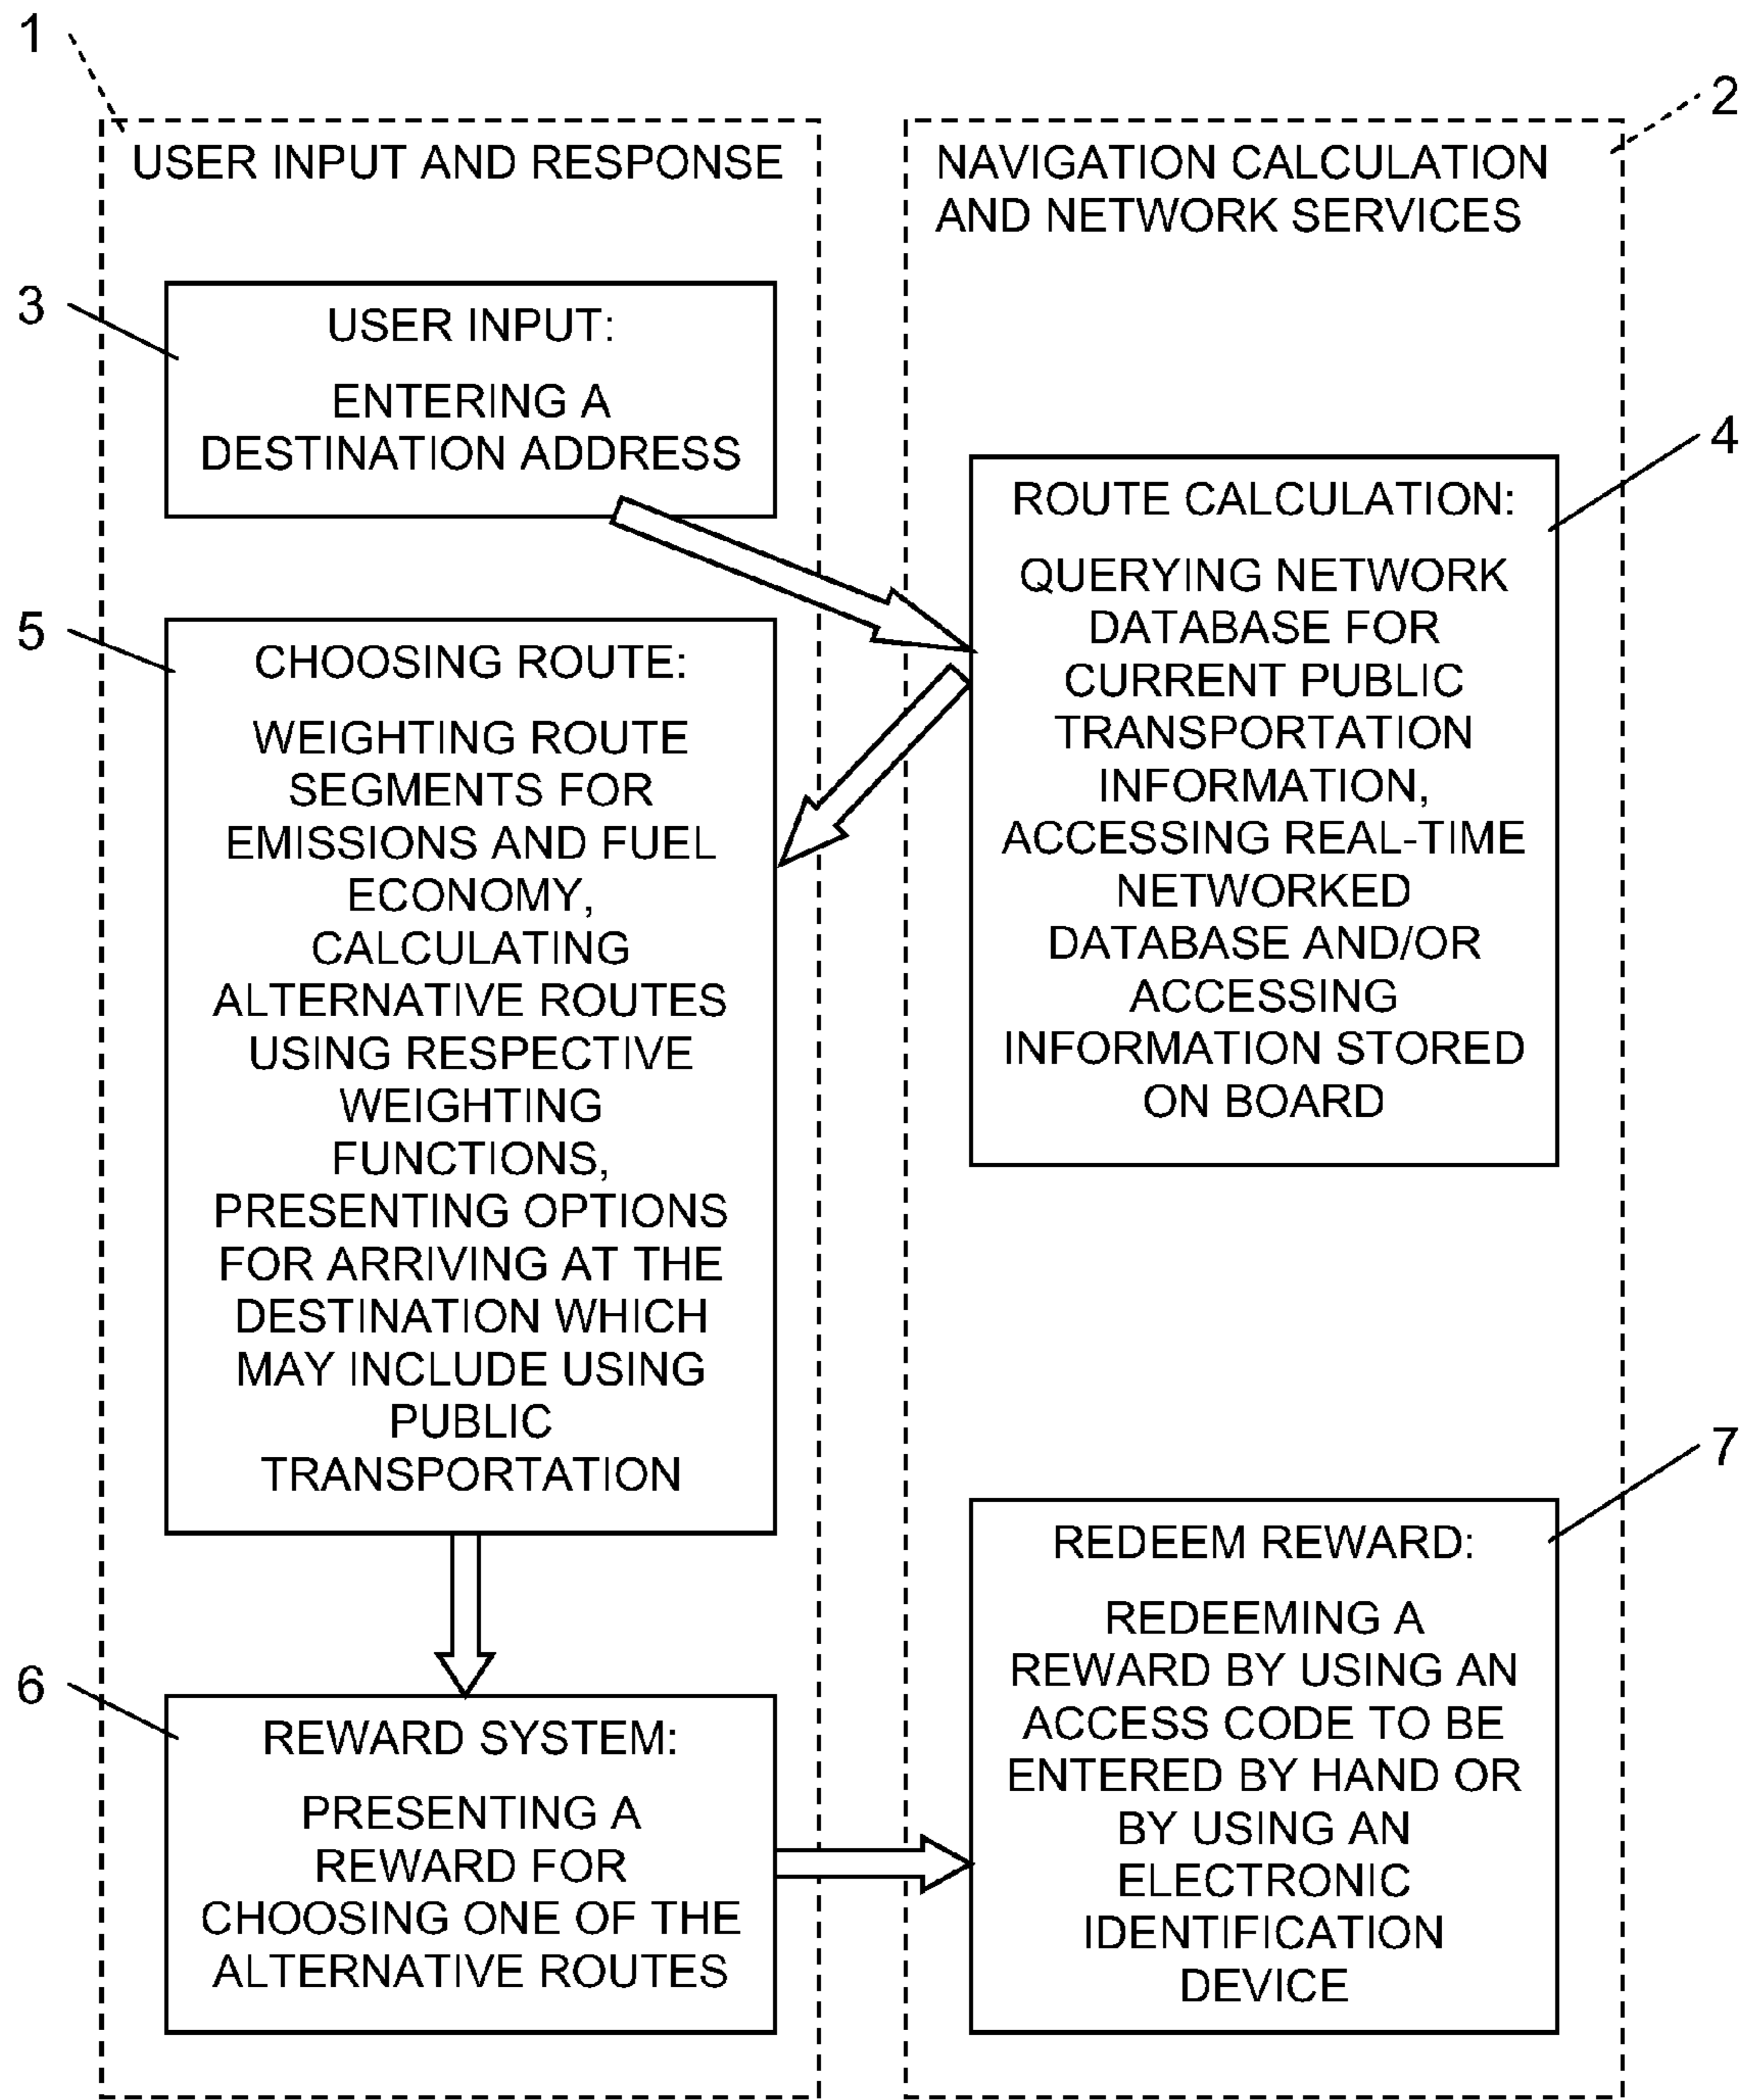 1
2
USER INPUT AND RESPONSE
NAVIGATION CALCULATION
AND NETWORK SERVICES
3
USER INPUT:
ENTERING A
DESTINATION ADDRESS
4
ROUTE CALCULATION:
QUERYING NETWORK
DATABASE FOR
CURRENT PUBLIC
TRANSPORTATION
INFORMATION,
ACCESSING REAL-TIME
NETWORKED
DATABASE AND/OR
ACCESSING
INFORMATION STORED
ON BOARD
5
CHOOSING ROUTE:
WEIGHTING ROUTE
SEGMENTS FOR
EMISSIONS AND FUEL
ECONOMY,
CALCULATING
ALTERNATIVE ROUTES
USING RESPECTIVE
WEIGHTING
FUNCTIONS,
PRESENTING OPTIONS
FOR ARRIVING AT THE
DESTINATION WHICH
MAY INCLUDE USING
PUBLIC
TRANSPORTATION
6
REWARD SYSTEM:
PRESENTING A
REWARD FOR
CHOOSING ONE OF THE
ALTERNATIVE ROUTES
7
REDEEM REWARD:
REDEEMING A
REWARD BY USING AN
ACCESS CODE TO BE
ENTERED BY HAND OR
BY USING AN
ELECTRONIC
IDENTIFICATION
DEVICE